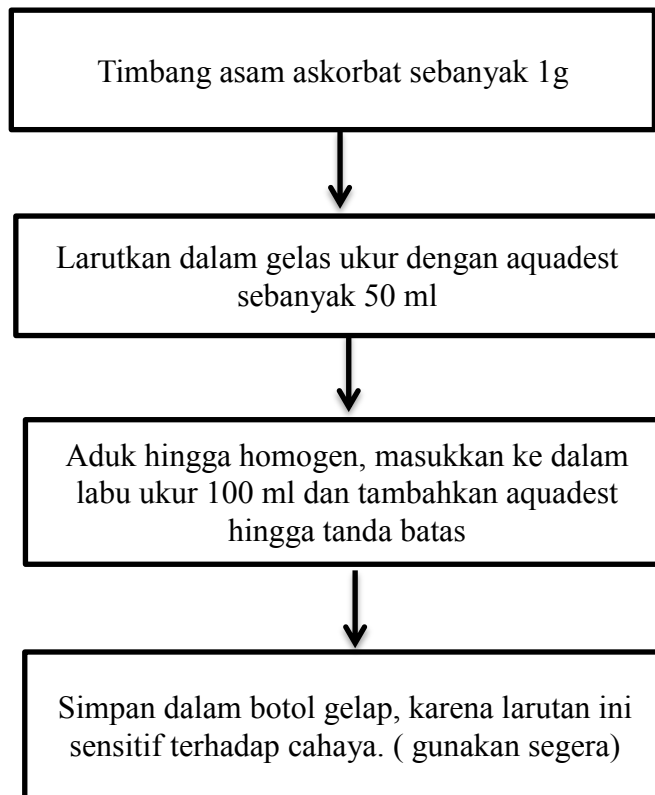 Timbang asam askorbat sebanyak 1g
Larutkan dalam gelas ukur dengan aquadest
sebanyak 50 ml
Aduk hingga homogen, masukkan ke dalam
labu ukur 100 ml dan tambahkan aquadest
hingga tanda batas
Simpan dalam botol gelap, karena larutan ini
sensitif terhadap cahaya. ( gunakan segera)